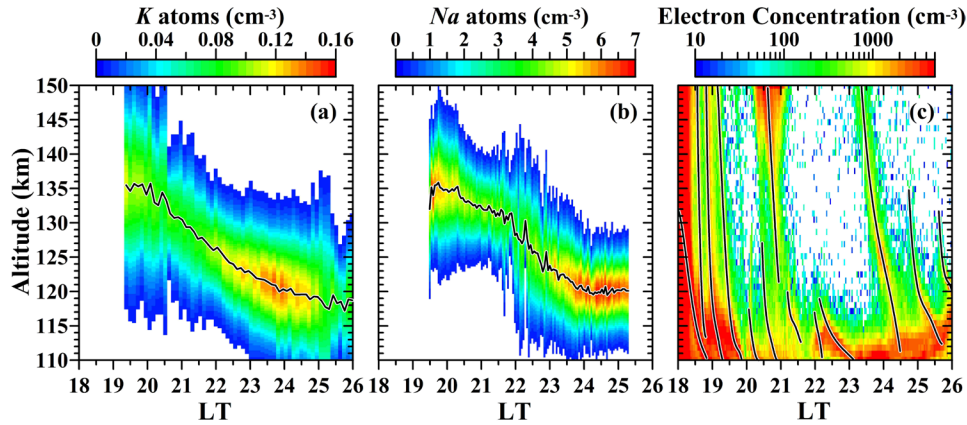 K atoms (cm-3)
Na atoms (cm-3)
Electron Concentration (cm-3)
0 0.04 0.08 0.12 0.16
0 1 2 3 4 5 6 7
10 100 1000
Altitude (km)
150
145
140
135
130
125
120
115
110
(a)
(b)
(c)
18 19 20 21 22 23 24 25 26
18 19 20 21 22 23 24 25 26
18 19 20 21 22 23 24 25 26
LT
LT
LT